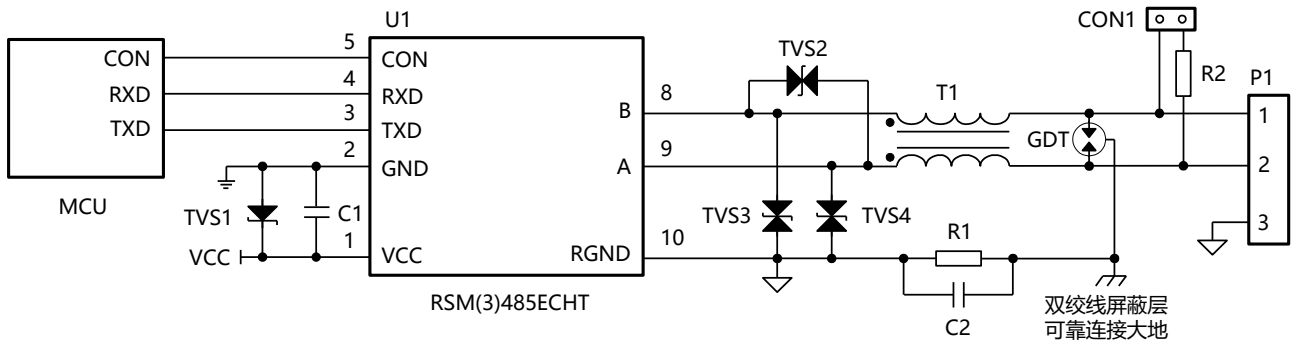 U1
CON1
MCU
CON
RXD
TXD
5
4
3
2
1
CON
RXD
TXD
GND
VCC
B
A
RGND
8
9
10
TVS1
C1
VCC
RSM(3)485ECHT
TVS2
TVS3
TVS4
T1
GDT
R2
P1
1
2
3
R1
C2
双绞线屏蔽层
可靠连接大地